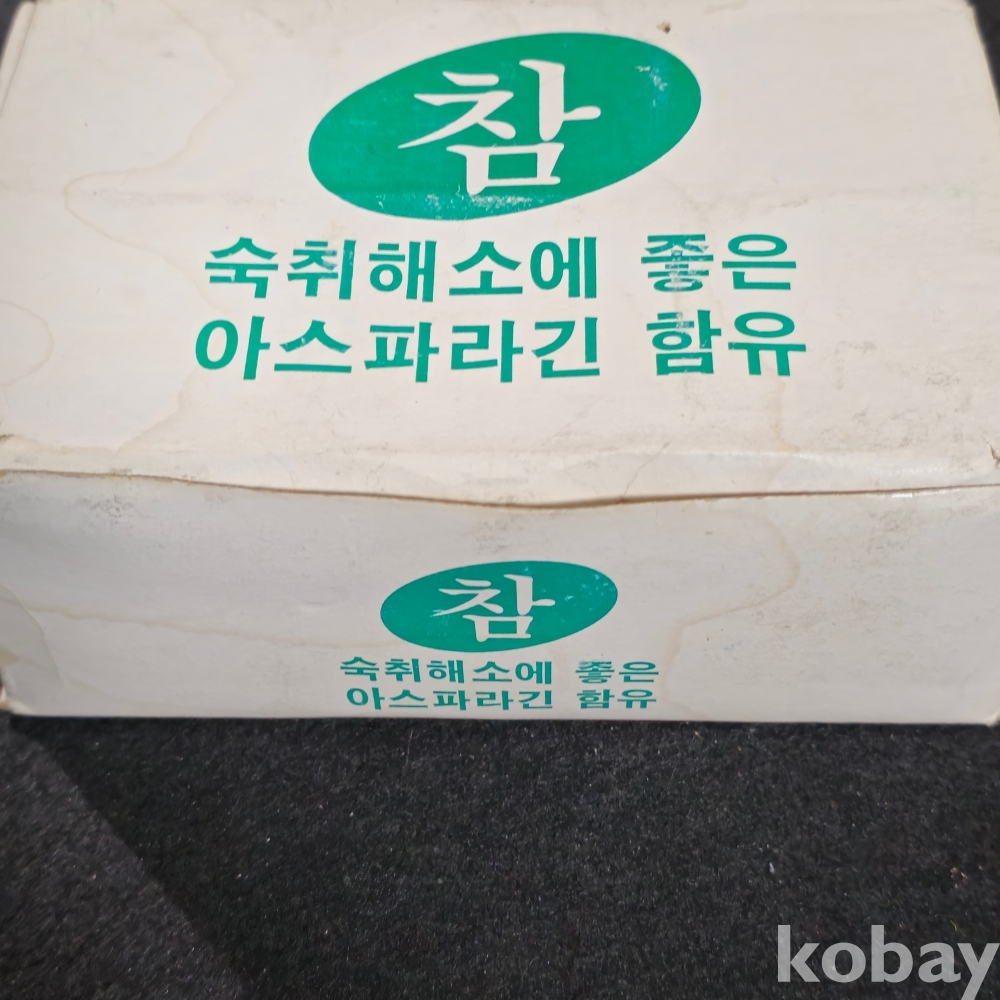 참
숙취해소에 좋은
아스파라긴 함유
참
숙취해소에 좋은
아스파라긴 함유
kobay